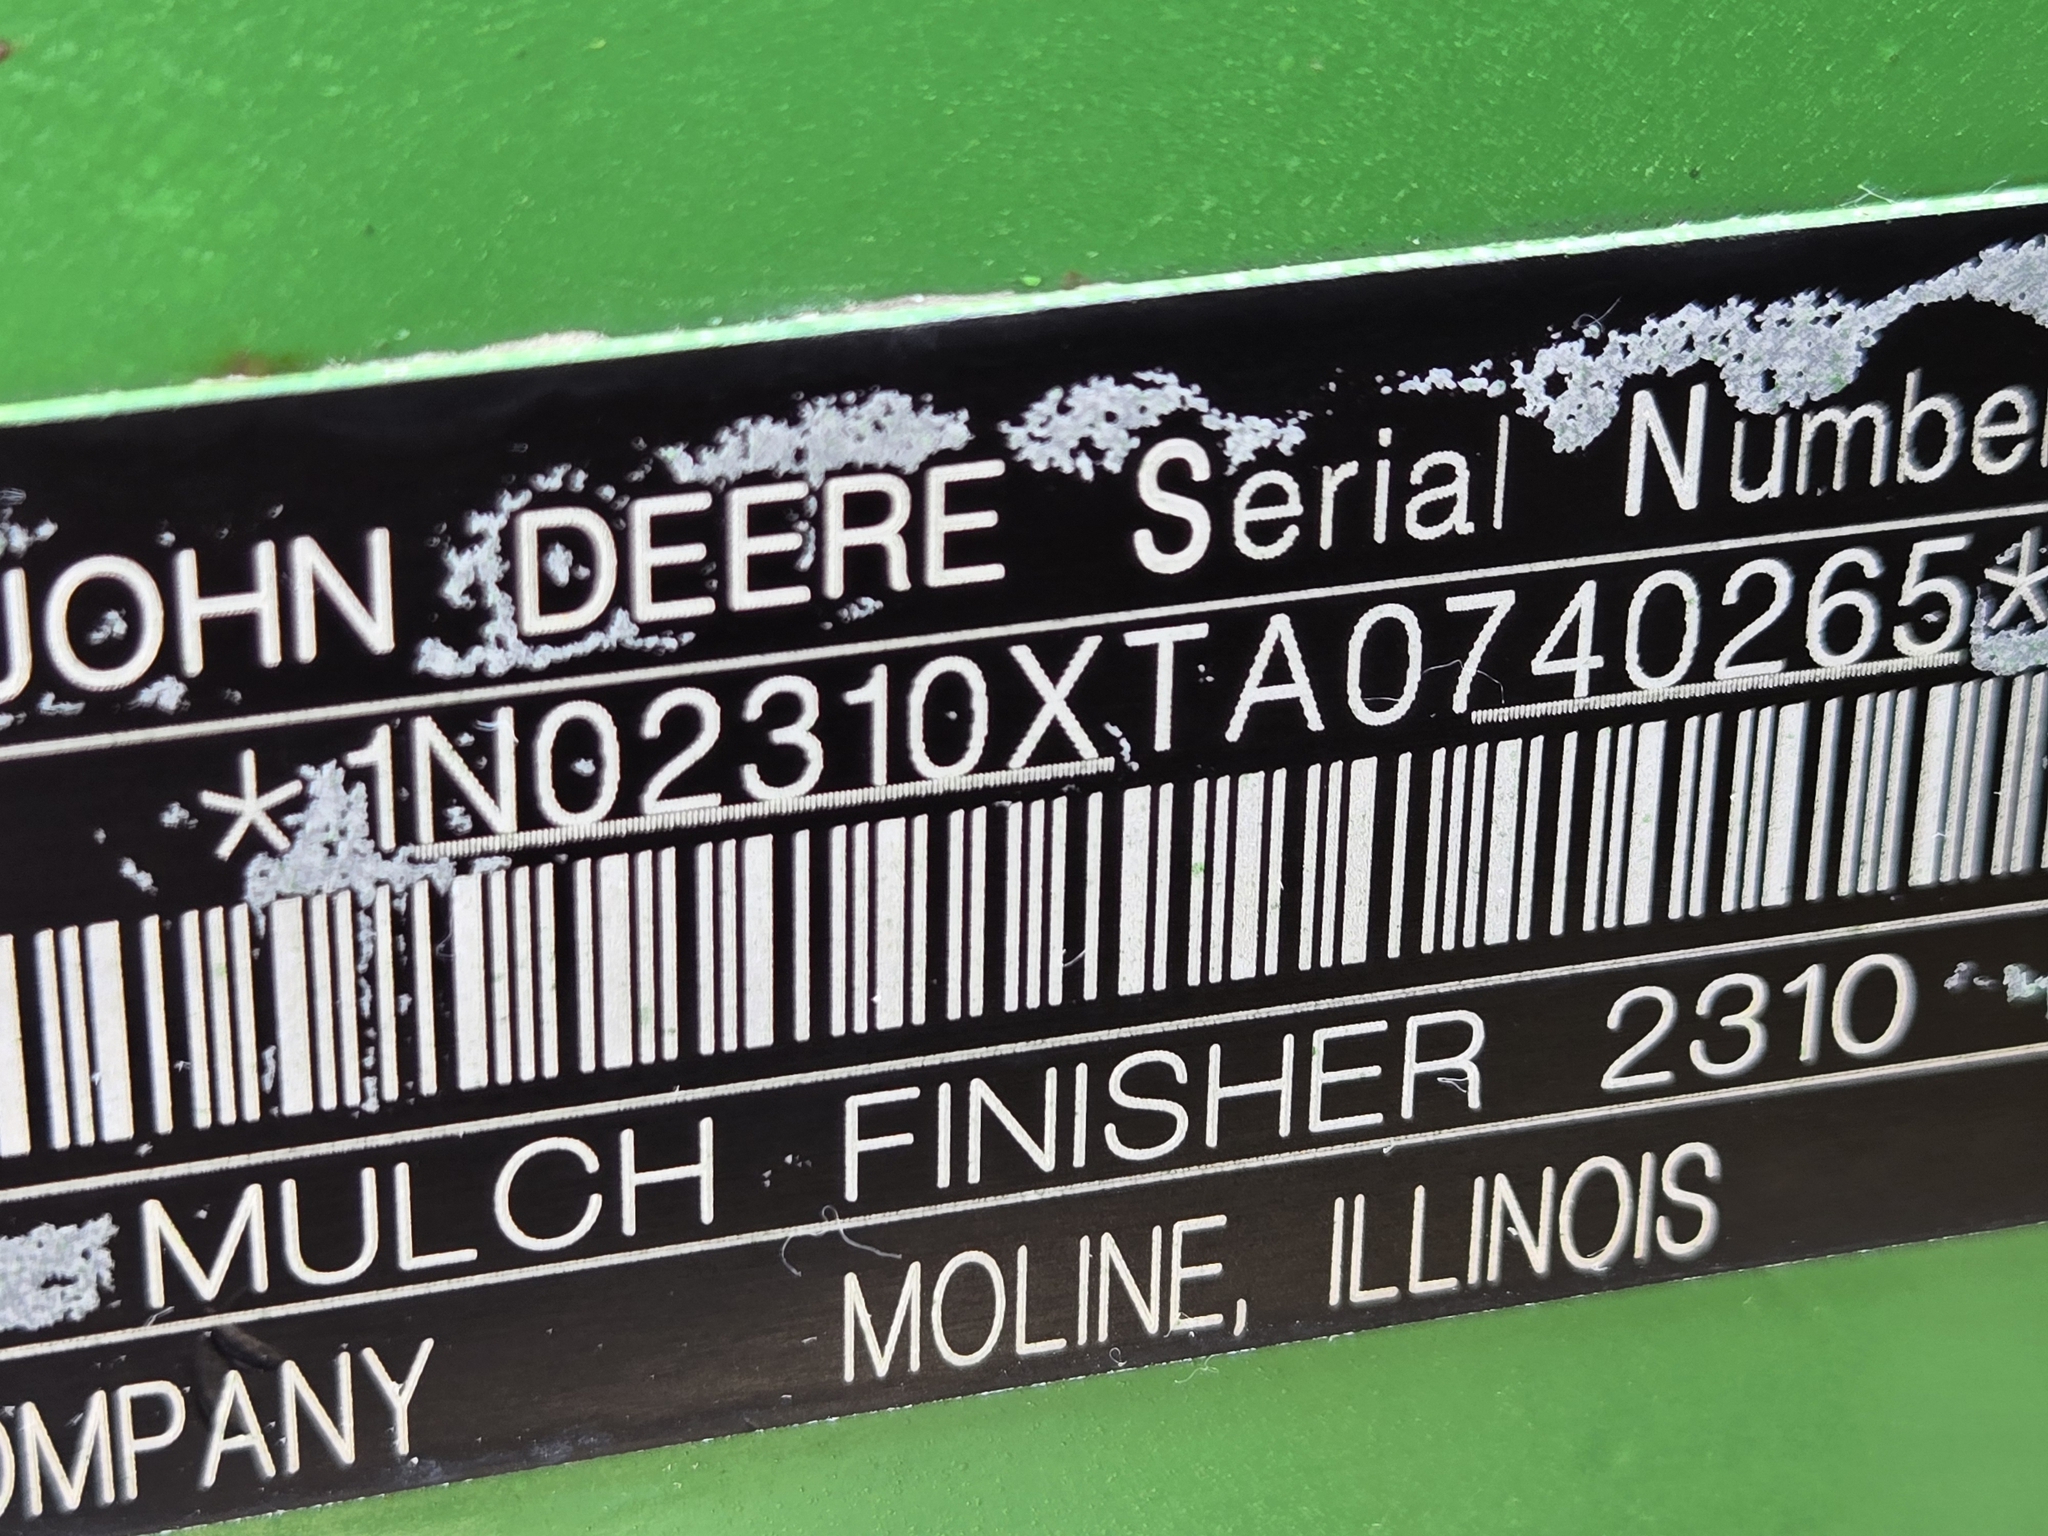 JOHN DEERE Serial Number
*1N02310XTA0740265*
MULCH FINISHER 2310
OMPANY MOLINE, ILLINOIS